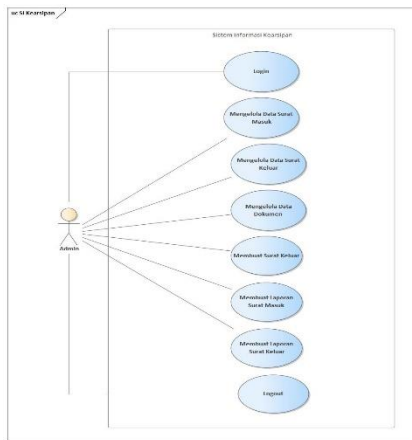 uc SI Kearsipan
Sistem Informasi Kearsipan
Login
Mengelola Data Surat
Masuk
Mengelola Data Surat
Keluar
Mengelola Data
Dokumen
Membuat Surat Keluar
Membuat Laporan
Surat Masuk
Membuat Laporan
Surat Keluar
Logout
Admin